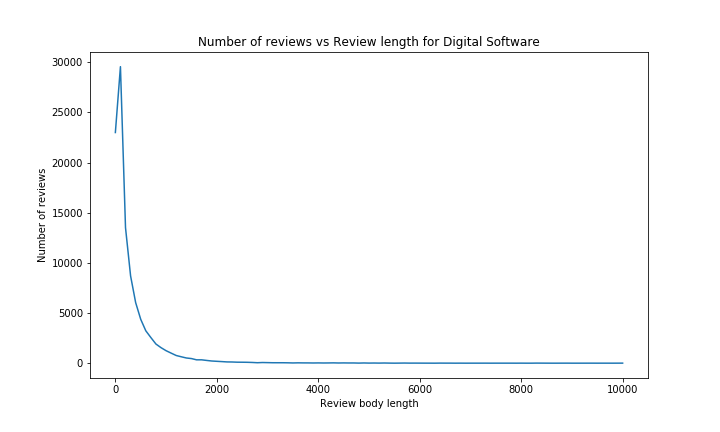 Number of reviews vs Review length for Digital Software
30000
25000
20000
15000
10000
5000
0
Number of reviews
0 2000 4000 6000 8000 10000
Review body length